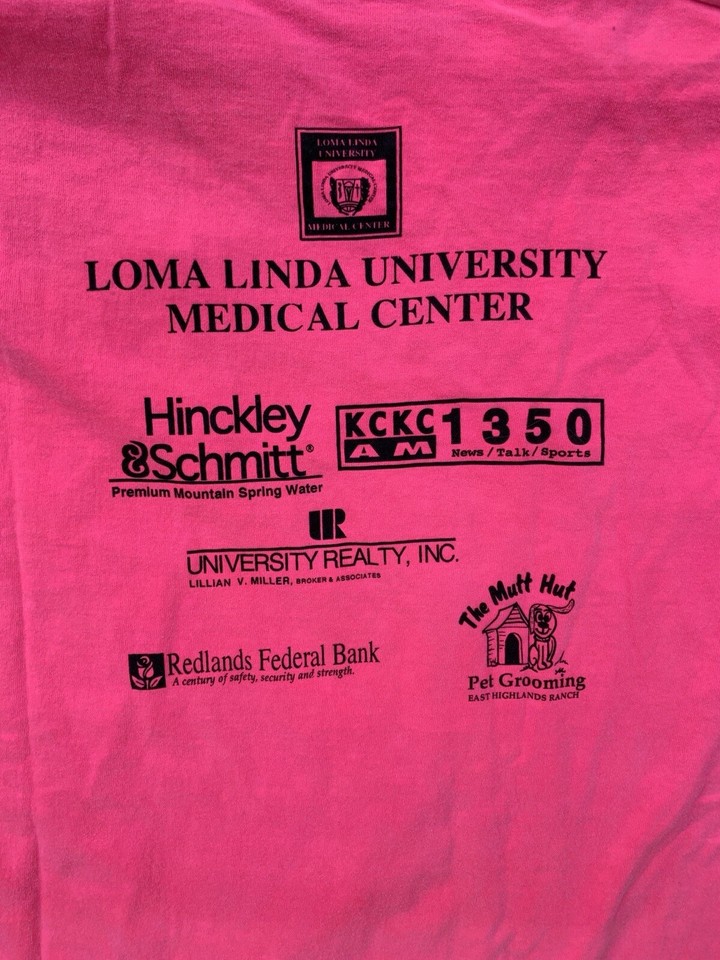 LOMA LINDA
UNIVERSITY
MEDICAL CENTER
LOMA LINDA UNIVERSITY
MEDICAL CENTER
Hinckley
&Schmitt®
Premium Mountain Spring Water
KCKC 1350
AM
News/Talk/Sports
UR
UNIVERSITY REALTY, INC.
LILLIAN V. MILLER, BROKER & ASSOCIATES
The Mutt Hut
Pet Grooming
EAST HIGHLANDS RANCH
Redlands Federal Bank
A century of safety, security and strength.